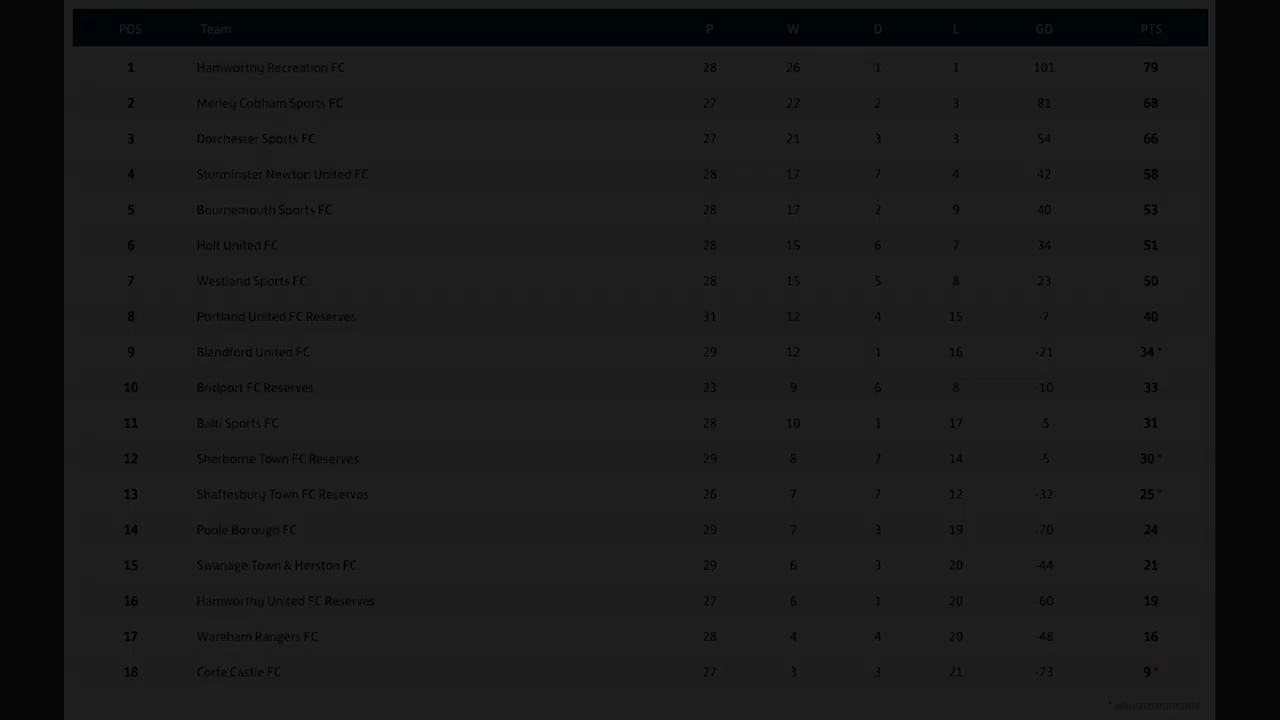 POS Team P W D L GD PTS
1 Hamworthy Recreation FC 28 26 1 1 101 79
2 Merley Cobham Sports FC 27 22 2 3 81 68
3 Dorchester Sports FC 27 21 3 3 54 66
4 Sturminster Newton United FC 28 17 7 4 42 58
5 Bournemouth Sports FC 28 17 2 9 40 53
6 Holt United FC 28 15 6 7 34 51
7 Westland Sports FC 28 15 5 8 23 50
8 Portland United FC Reserves 31 12 4 15 -7 40
9 Blandford United FC 29 12 1 16 -21 34 *
10 Bridport FC Reserves 23 9 6 8 -10 33
11 Balti Sports FC 28 10 1 17 5 31
12 Sherborne Town FC Reserves 29 8 7 14 -5 30 *
13 Shaftesbury Town FC Reserves 26 7 7 12 -32 25 *
14 Poole Borough FC 29 7 3 19 -70 24
15 Swanage Town & Herston FC 29 6 3 20 -44 21
16 Hamworthy United FC Reserves 27 6 1 20 -60 19
17 Wareham Rangers FC 28 4 4 20 -48 16
18 Corfe Castle FC 27 3 3 21 -73 9 *